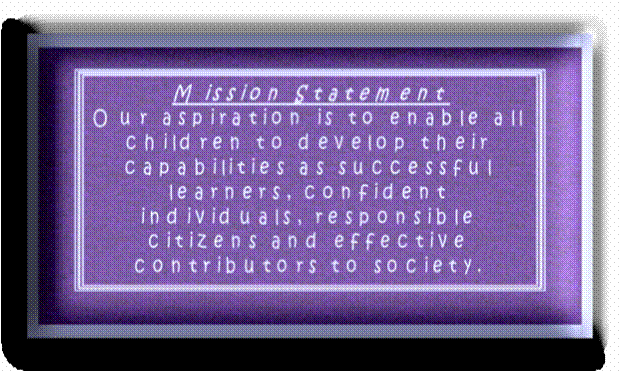 Mission Statement
Our aspiration is to enable all
children to develop their
capabilities as successful
learners, confident
individuals, responsible
citizens and effective
contributors to society.